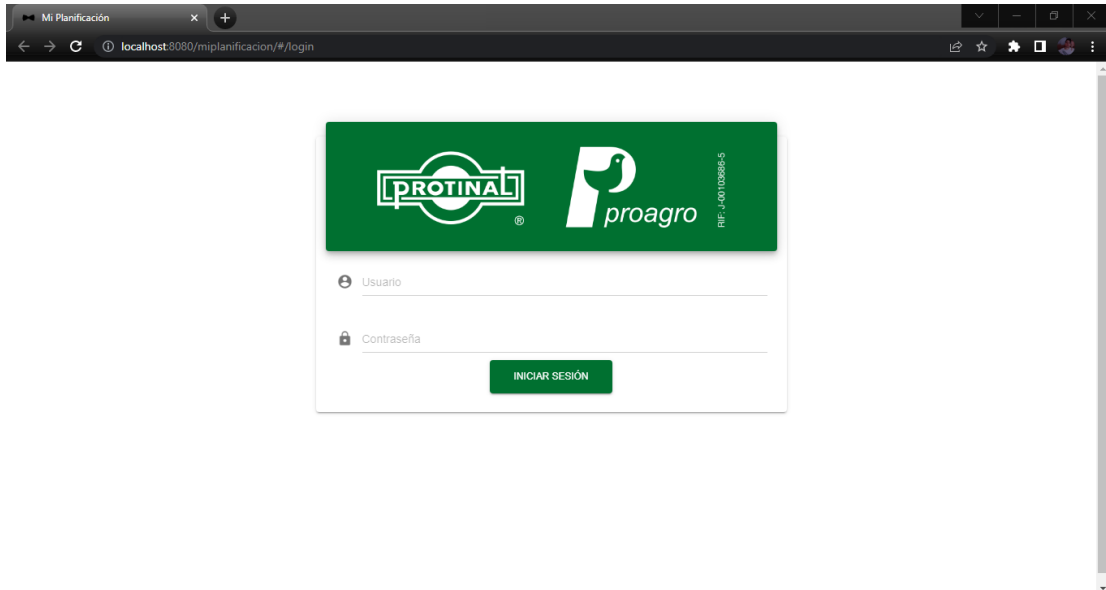 Mi Planificación
localhost:8080/miplanificacion/#/login
PROTINAL
®
proagro
RIF: J-00103686-5
Usuario
Contraseña
INICIAR SESIÓN